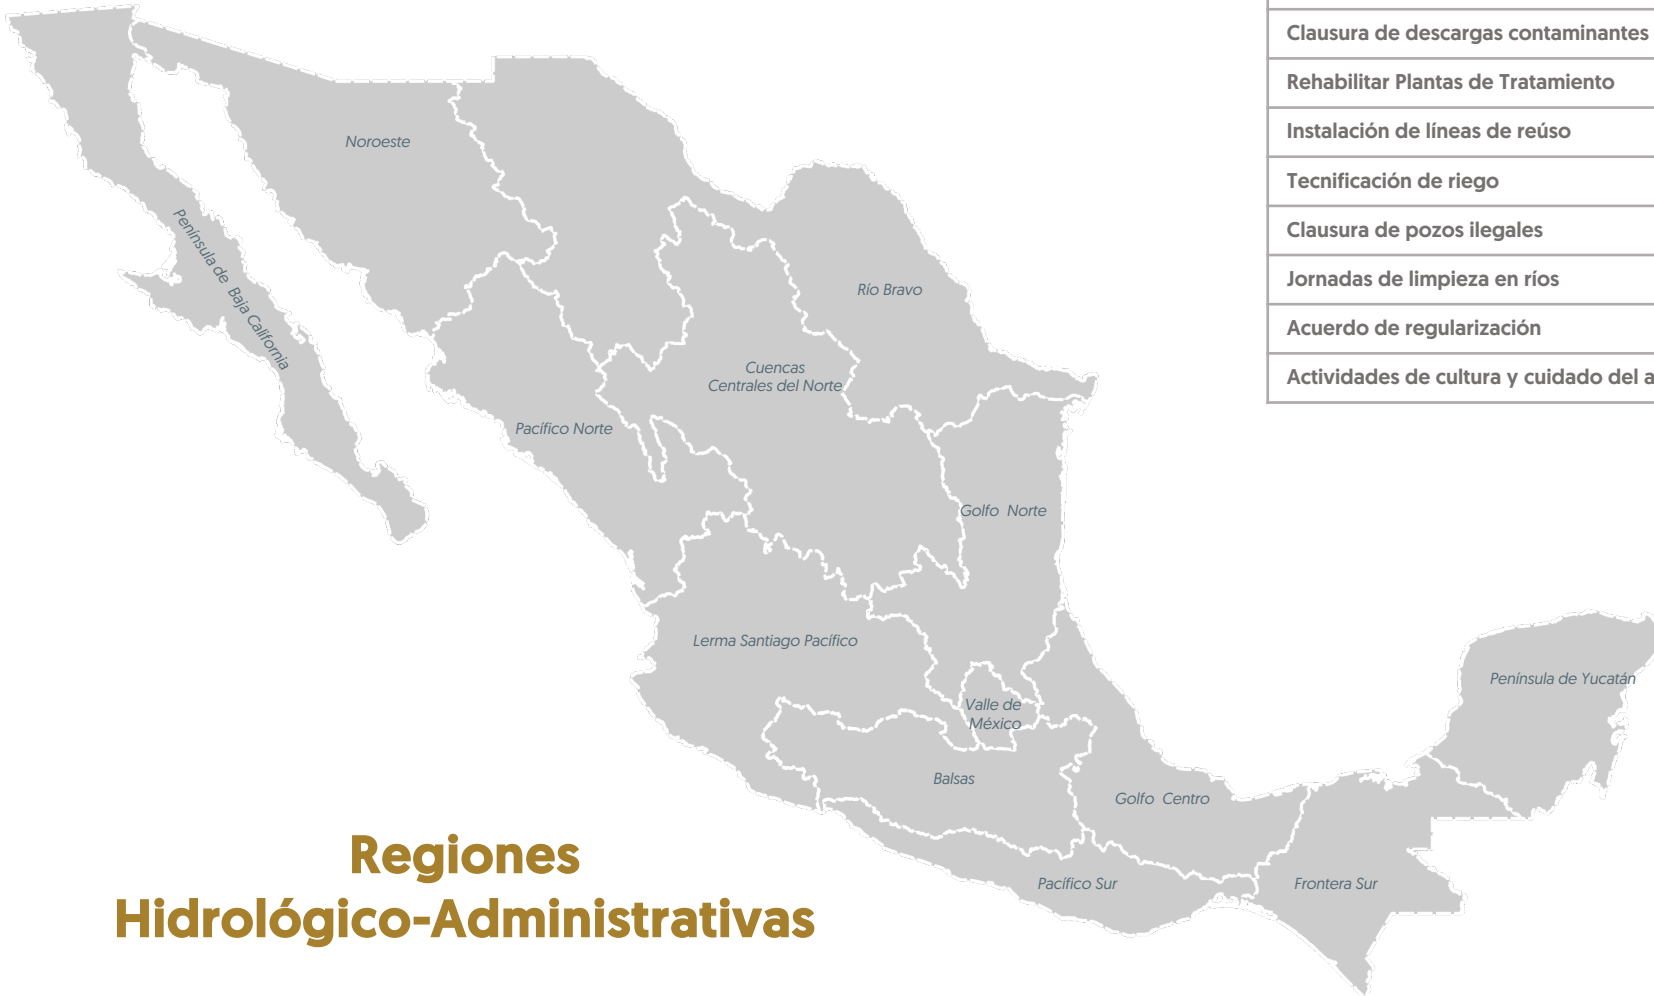 Clausura de descargas contaminantes
Rehabilitar Plantas de Tratamiento
Instalación de líneas de reúso
Tecnificación de riego
Clausura de pozos ilegales
Jornadas de limpieza en ríos
Acuerdo de regularización
Actividades de cultura y cuidado del a
Noroeste
Península de Baja California
Río Bravo
Cuencas
Centrales del Norte
Pacífico Norte
Golfo Norte
Lerma Santiago Pacífico
Península de Yucatán
Valle de
México
Balsas
Golfo Centro
Pacífico Sur
Frontera Sur
Regiones
Hidrológico-Administrativas